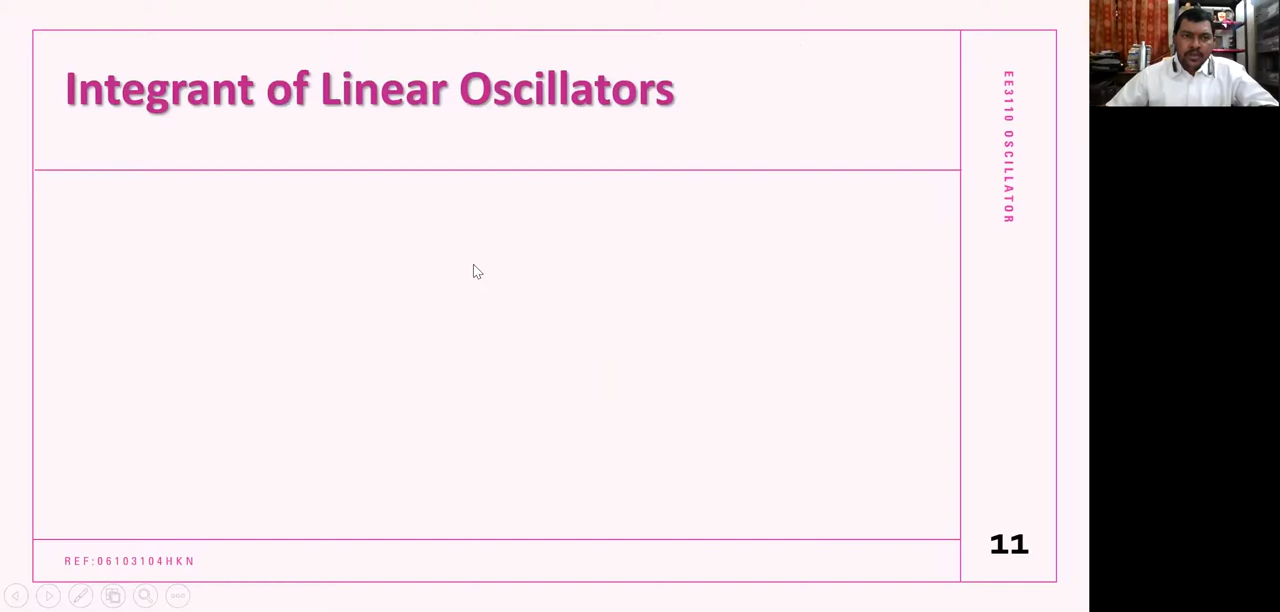 Integrant of Linear Oscillators
EE3110 OSCILLATOR
REF:06103104HKN
11